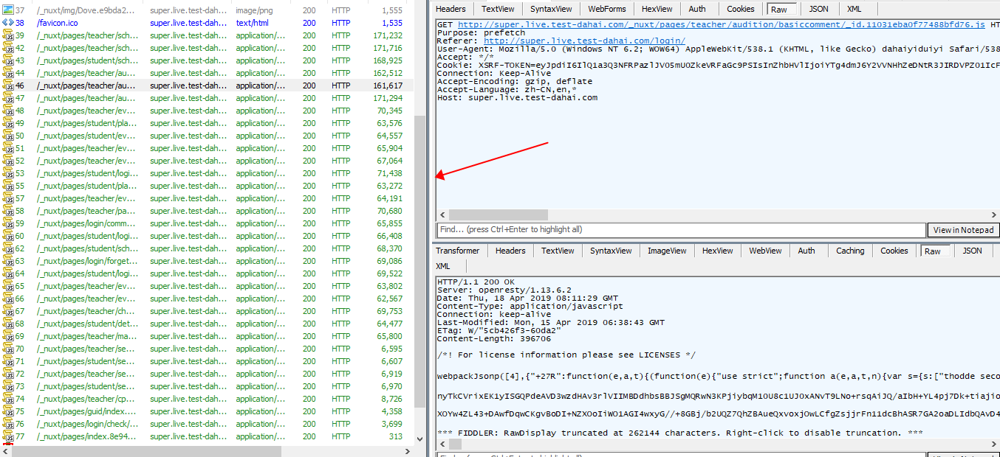 37 /_nuxt/img/Dove.e9bda2... super.live.test-dah... image/png 200 HTTP 1,555
38 /favicon.ico super.live.test-dah... text/html 200 HTTP 1,535
39 /_nuxt/pages/teacher/sch... super.live.test-dah... application/... 200 HTTP 171,232
42 /_nuxt/pages/teacher/sch... super.live.test-dah... application/... 200 HTTP 171,716
43 /_nuxt/pages/student/sch... super.live.test-dah... application/... 200 HTTP 168,925
44 /_nuxt/pages/teacher/au... super.live.test-dah... application/... 200 HTTP 162,512
46 /_nuxt/pages/teacher/au... super.live.test-dah... application/... 200 HTTP 161,617
47 /_nuxt/pages/teacher/au... super.live.test-dah... application/... 200 HTTP 171,294
48 /_nuxt/pages/teacher/ev... super.live.test-dah... application/... 200 HTTP 70,345
49 /_nuxt/pages/student/pla... super.live.test-dah... application/... 200 HTTP 63,576
50 /_nuxt/pages/student/ev... super.live.test-dah... application/... 200 HTTP 64,557
51 /_nuxt/pages/teacher/ev... super.live.test-dah... application/... 200 HTTP 65,904
52 /_nuxt/pages/teacher/ev... super.live.test-dah... application/... 200 HTTP 67,064
53 /_nuxt/pages/student/logi... super.live.test-dah... application/... 200 HTTP 71,438
55 /_nuxt/pages/student/pla... super.live.test-dah... application/... 200 HTTP 63,272
57 /_nuxt/pages/teacher/ev... super.live.test-dah... application/... 200 HTTP 64,191
58 /_nuxt/pages/teacher/pa... super.live.test-dah... application/... 200 HTTP 70,680
59 /_nuxt/pages/login/comm... super.live.test-dah... application/... 200 HTTP 65,855
60 /_nuxt/pages/student/logi... super.live.test-dah... application/... 200 HTTP 66,408
62 /_nuxt/pages/student/sch... super.live.test-dah... application/... 200 HTTP 68,370
63 /_nuxt/pages/login/forget... super.live.test-dah... application/... 200 HTTP 69,086
64 /_nuxt/pages/student/logi... super.live.test-dah... application/... 200 HTTP 69,522
65 /_nuxt/pages/teacher/ev... super.live.test-dah... application/... 200 HTTP 63,802
66 /_nuxt/pages/teacher/ev... super.live.test-dah... application/... 200 HTTP 62,567
67 /_nuxt/pages/teacher/ch... super.live.test-dah... application/... 200 HTTP 69,753
68 /_nuxt/pages/student/det... super.live.test-dah... application/... 200 HTTP 64,477
69 /_nuxt/pages/teacher/ma... super.live.test-dah... application/... 200 HTTP 65,800
70 /_nuxt/pages/teacher/se... super.live.test-dah... application/... 200 HTTP 6,595
71 /_nuxt/pages/student/se... super.live.test-dah... application/... 200 HTTP 6,607
72 /_nuxt/pages/teacher/se... super.live.test-dah... application/... 200 HTTP 6,919
73 /_nuxt/pages/student/se... super.live.test-dah... application/... 200 HTTP 6,970
74 /_nuxt/pages/teacher/cp... super.live.test-dah... application/... 200 HTTP 8,726
75 /_nuxt/pages/guid/index.... super.live.test-dah... application/... 200 HTTP 4,358
76 /_nuxt/pages/login/check/... super.live.test-dah... application/... 200 HTTP 3,699
77 /_nuxt/pages/index.8e94... super.live.test-dah... application/... 200 HTTP 313
Headers TextView SyntaxView WebForms HexView Auth Cookies Raw JSON XML
GET http://super.live.test-dahai.com/_nuxt/pages/teacher/audition/basiccomment/_id.11031eba0f77488bfd76.js HT
Purpose: prefetch
Referer: http://super.live.test-dahai.com/login/
User-Agent: Mozilla/5.0 (Windows NT 6.2; WOW64) AppleWebKit/538.1 (KHTML, like Gecko) dahaiyiduiyi Safari/538
Accept: */*
Connection: Keep-Alive
Accept-Encoding: gzip, deflate
Accept-Language: zh-CN,en,*
Host: super.live.test-dahai.com
Find... (press Ctrl+Enter to highlight all) View in Notepad
Transformer Headers TextView SyntaxView ImageView HexView WebView Auth Caching Cookies Raw JSON
XML
HTTP/1.1 200 OK
Server: openresty/1.13.6.2
Date: Thu, 18 Apr 2019 08:11:29 GMT
Content-Type: application/javascript
Connection: keep-alive
Last-Modified: Mon, 15 Apr 2019 06:38:43 GMT
ETag: W/"5cb426f3-60da2"
Content-Length: 396706
/*! For license information please see LICENSES */
webpackJsonp([4],{"+27R":function(e,a,t){(function(e){"use strict";function a(e,a,t,n){var s={s:["thodde seco
*** FIDDLER: RawDisplay truncated at 262144 characters. Right-click to disable truncation. ***